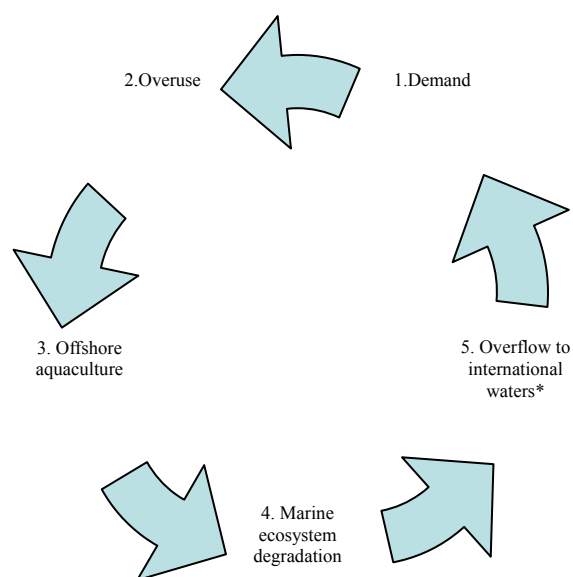 1.Demand
2.Overuse
3. Offshore
aquaculture
4. Marine
ecosystem
degradation
5. Overflow to
international
waters*